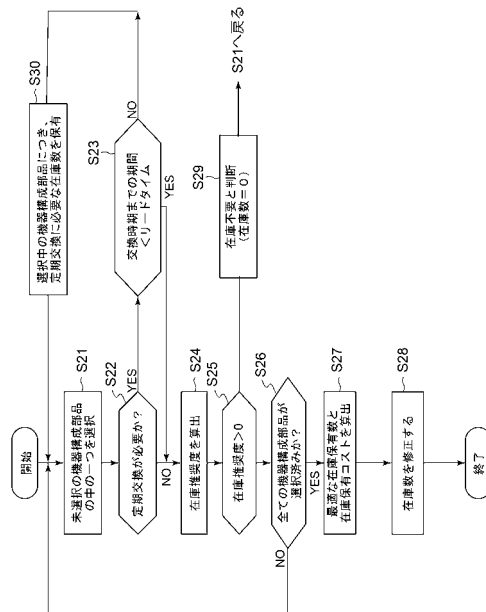 開始
S21
未選択の機器構成部品
の中の一つを選択
S22
定期交換が必要か?
YES
NO
S23
交換時期までの期間
<リードタイム
NO
YES
S30
選択中の機器構成部品につき、
定期交換に必要な在庫数を保有
S24
在庫推奨度を算出
S25
在庫推奨度>0
S29
在庫不要と判断
(在庫数=0)
S21へ戻る
S26
全ての機器構成部品が
選択済みか?
NO
YES
S27
最適な在庫保有数と
在庫保有コストを算出
S28
在庫数を修正する
終了